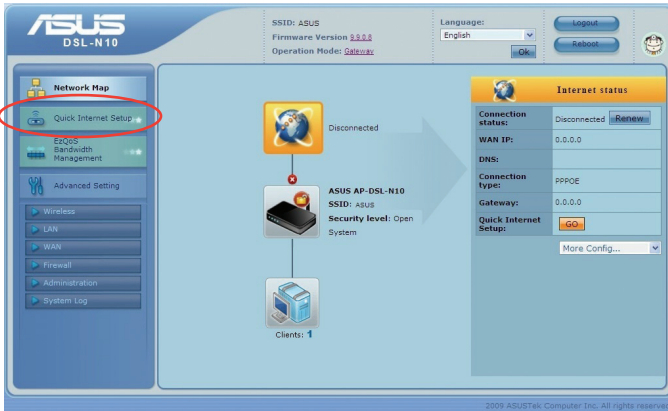 ASUS
DSL-N10
SSID: ASUS
Firmware Version 9.9.0.8
Operation Mode: Gateway
Language:
English
Ok
Logout
Reboot
Network Map
Quick Internet Setup
EzQoS
Bandwidth
Management
Advanced Setting
Wireless
LAN
WAN
Firewall
Administration
System Log
Disconnected
ASUS AP-DSL-N10
SSID: ASUS
Security level: Open
System
Clients: 1
Internet status
Connection
status:
Disconnected
Renew
WAN IP:
0.0.0.0
DNS:
Connection
type:
PPPOE
Gateway:
0.0.0.0
Quick Internet
Setup:
GO
More Config...
2009 ASUSTek Computer Inc. All rights reserve